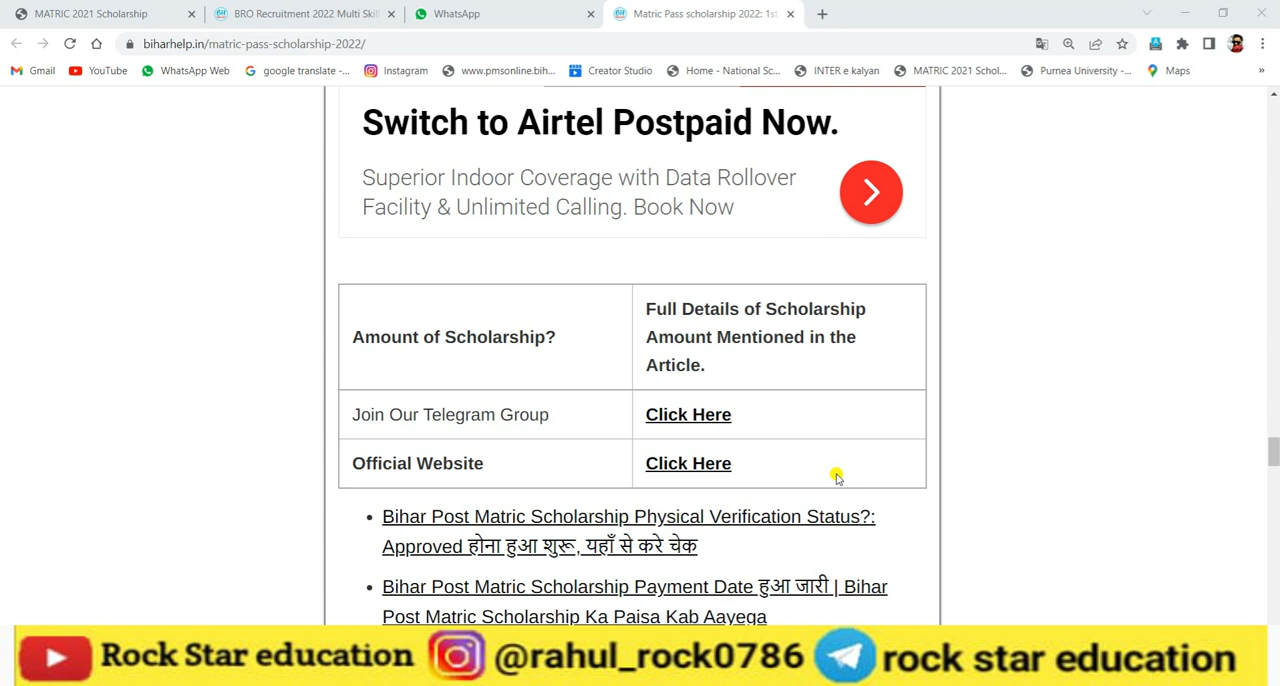 MATRIC 2021 Scholarship
BRO Recruitment 2022 Multi Skil
WhatsApp
Matric Pass scholarship 2022: 1st
biharhelp.in/matric-pass-scholarship-2022/
Gmail
YouTube
WhatsApp Web
google translate -...
Instagram
www.pmsonline.bih...
Creator Studio
Home - National Sc...
INTER e kalyan
MATRIC 2021 Schol...
Purnea University -...
Maps
»
Switch to Airtel Postpaid Now.
Superior Indoor Coverage with Data Rollover
Facility & Unlimited Calling. Book Now
Amount of Scholarship?
Full Details of Scholarship
Amount Mentioned in the
Article.
Join Our Telegram Group
Click Here
Official Website
Click Here
Bihar Post Matric Scholarship Physical Verification Status?:
Approved होना हुआ शुरू, यहाँ से करे चेक
Bihar Post Matric Scholarship Payment Date हुआ जारी | Bihar
Post Matric Scholarship Ka Paisa Kab Aayega
Rock Star education @rahul_rock0786 rock star education